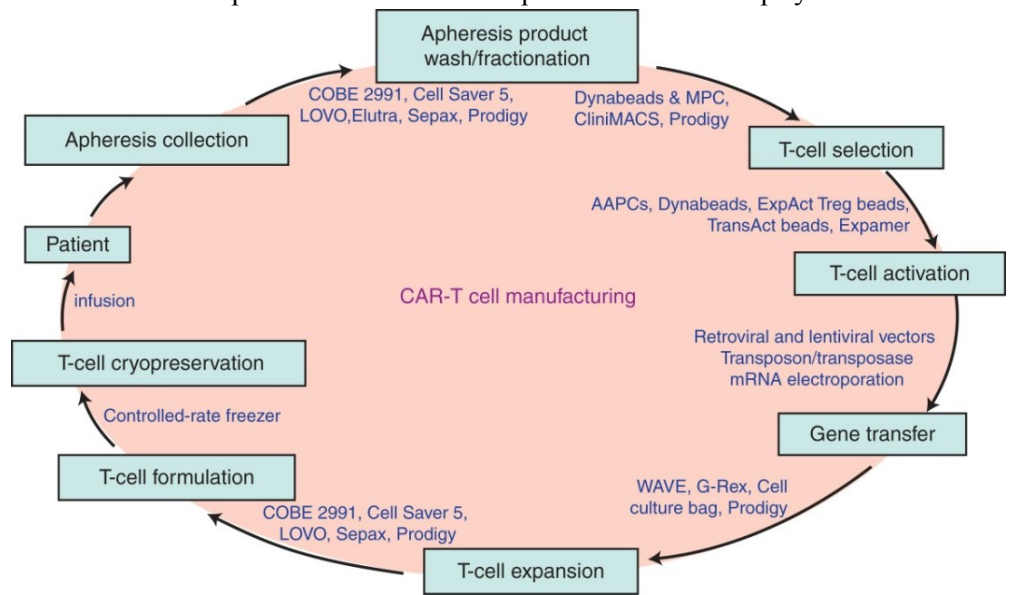 Apheresis product
wash/fractionation
COBE 2991, Cell Saver 5,
LOVO,Elutra, Sepax, Prodigy
Dynabeads & MPC,
CliniMACS, Prodigy
Apheresis collection
T-cell selection
AAPCs, Dynabeads, ExpAct Treg beads,
TransAct beads, Expamer
Patient
T-cell activation
infusion
CAR-T cell manufacturing
Retroviral and lentiviral vectors
Transposon/transposase
mRNA electroporation
T-cell cryopreservation
Controlled-rate freezer
Gene transfer
T-cell formulation
WAVE, G-Rex, Cell
culture bag, Prodigy
COBE 2991, Cell Saver 5,
LOVO, Sepax, Prodigy
T-cell expansion